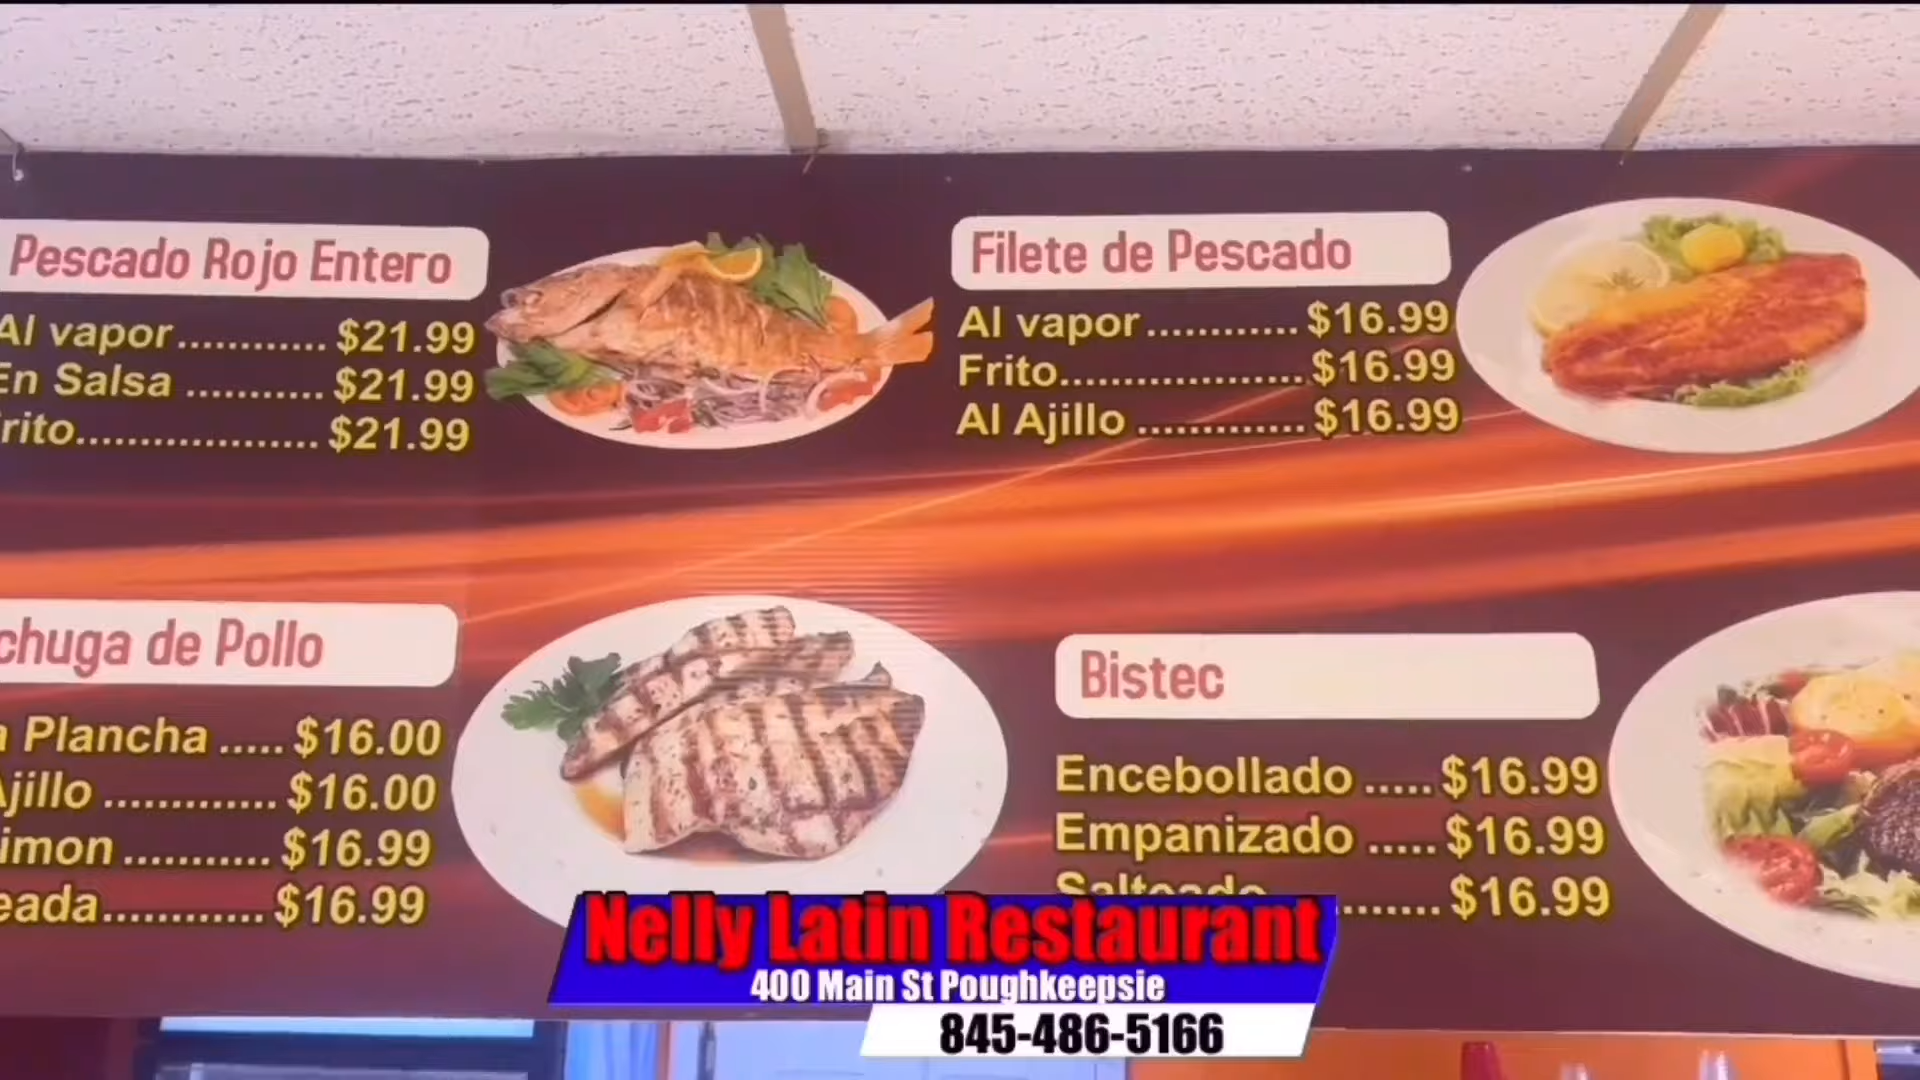 Pescado Rojo Entero
Al vapor............ $21.99
En Salsa ............ $21.99
rito................... $21.99
Filete de Pescado
Al vapor............ $16.99
Frito.................... $16.99
Al Ajillo ............. $16.99
chuga de Pollo
a Plancha ..... $16.00
jillo ............. $16.00
imon ........... $16.99
eada............ $16.99
Bistec
Encebollado ..... $16.99
Empanizado ..... $16.99
Salteado ....... $16.99
Nelly Latin Restaurant
400 Main St Poughkeepsie
845-486-5166